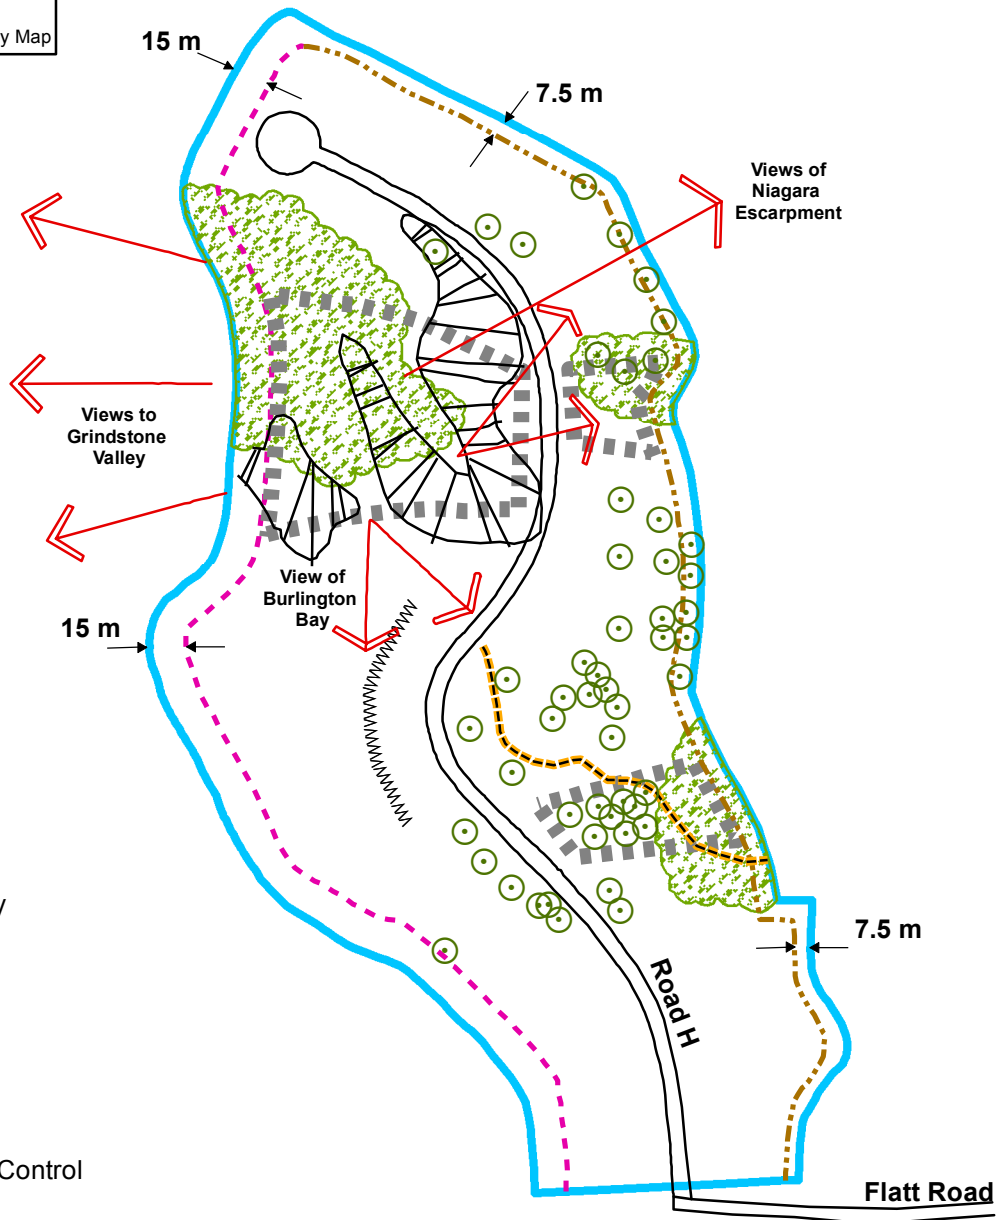 y Map
15 m
7.5 m
Views of
Niagara
Escarpment
Views to
Grindstone
Valley
View of
Burlington
Bay
15 m
y
7.5 m
Road H
Control
Flatt Road